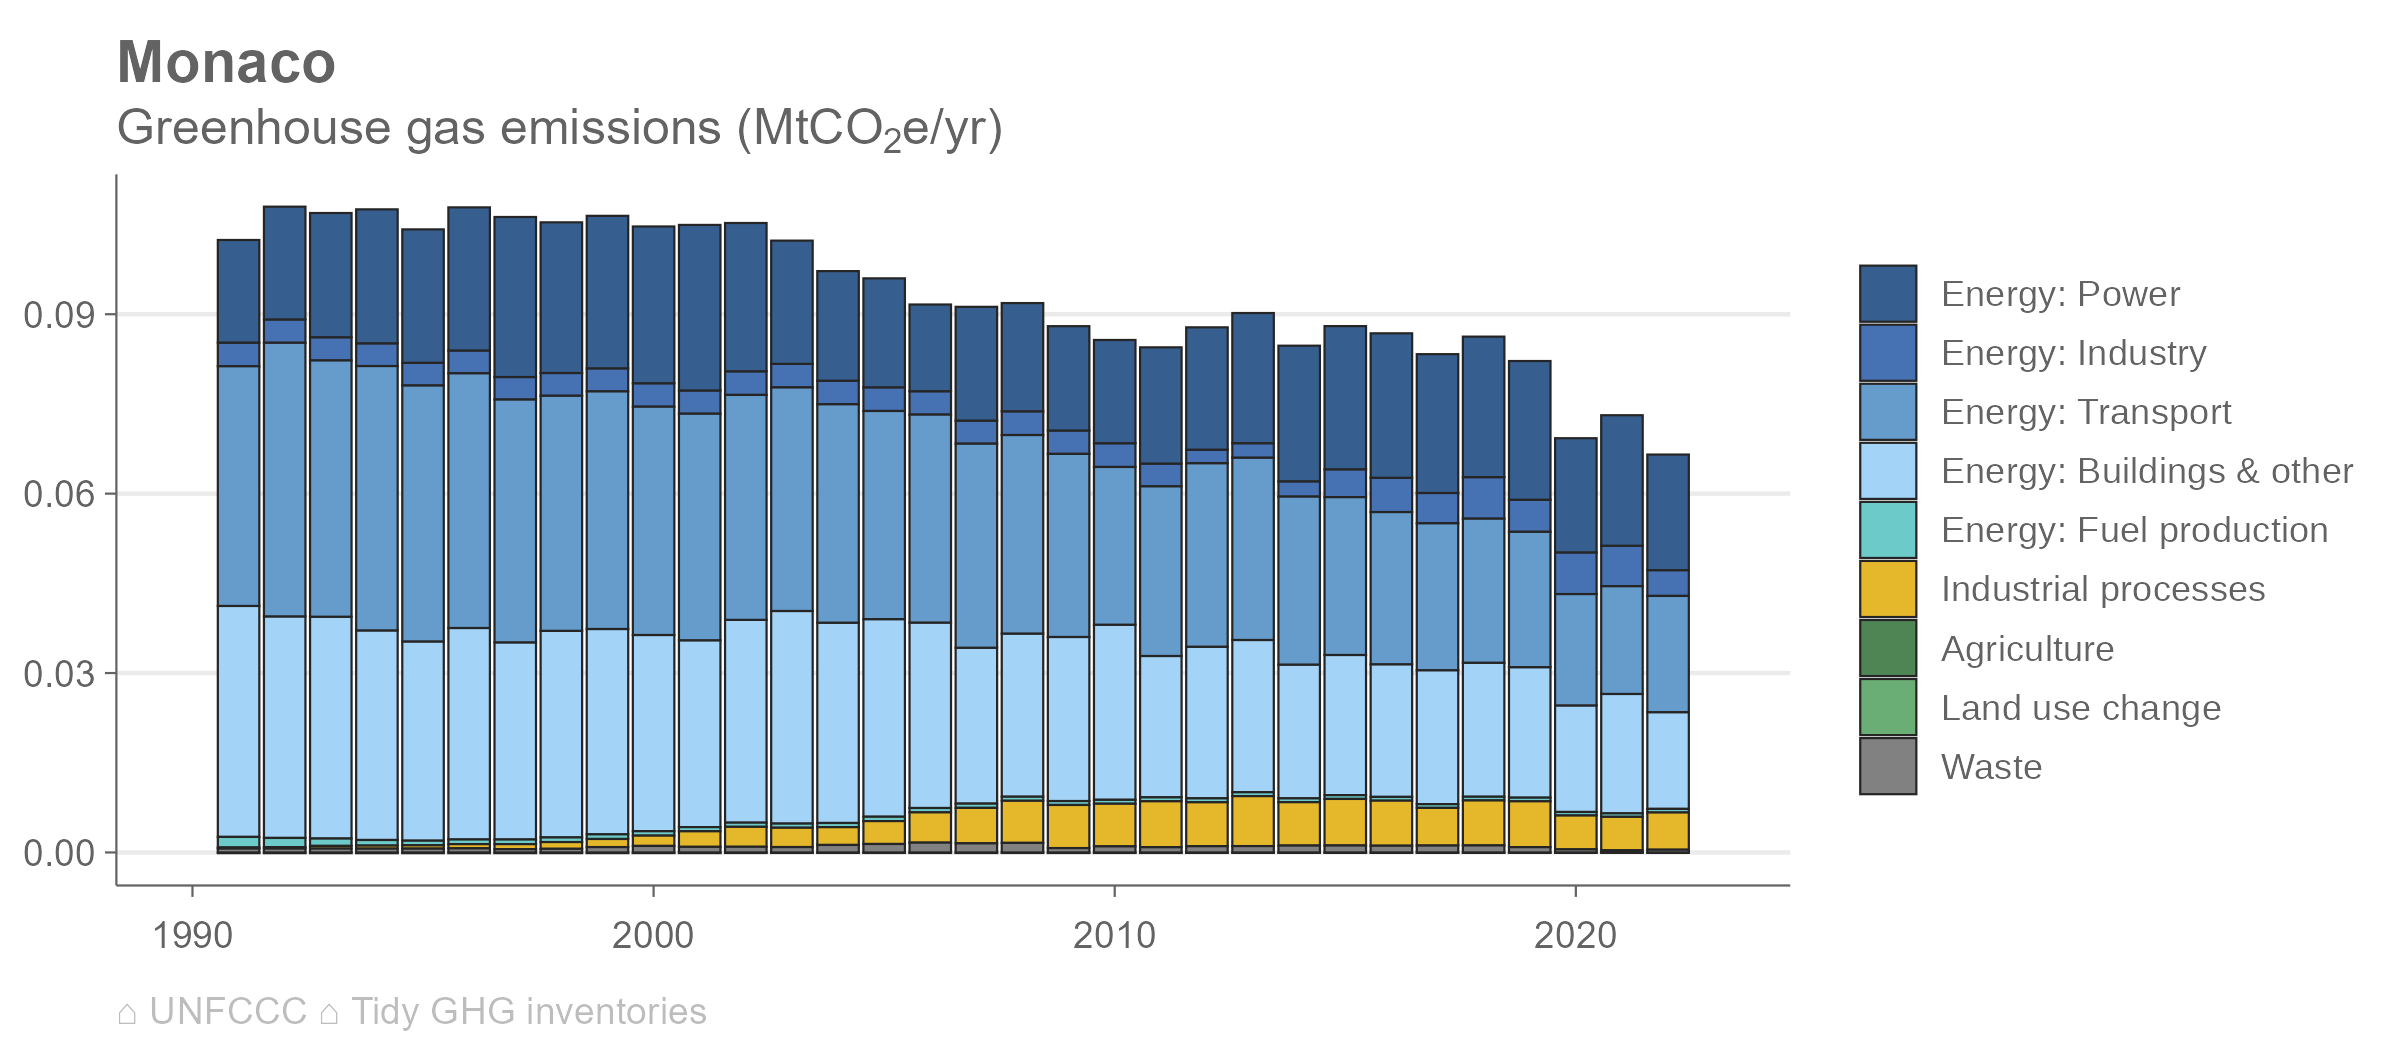 Monaco
Greenhouse gas emissions (MtCO₂e/yr)
0.09
0.06
0.03
0.00
1990 2000 2010 2020
Energy: Power
Energy: Industry
Energy: Transport
Energy: Buildings & other
Energy: Fuel production
Industrial processes
Agriculture
Land use change
Waste
⌂ UNFCCC ⌂ Tidy GHG inventories